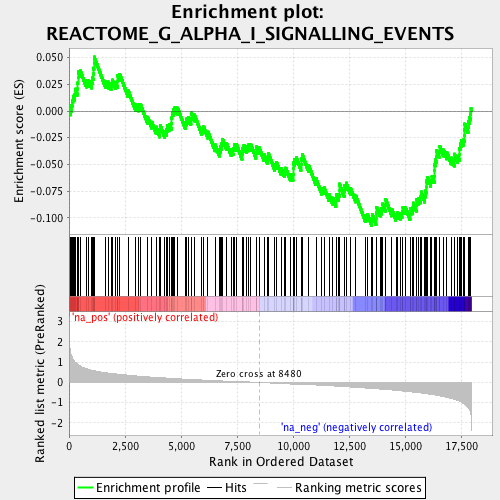 Enrichment plot:
REACTOME_G_ALPHA_I_SIGNALLING_EVENTS
Enrichment score (ES)
0.050
0.025
0.000
-0.025
-0.050
-0.075
-0.100
Ranked list metric (PreRanked)
3
2
1
0
-1
-2
'na_pos' (positively correlated)
Zero cross at 8480
'na_neg' (negatively correlated)
0
2,500
5,000
7,500
10,000
12,500
15,000
17,500
Rank in Ordered Dataset
Enrichment profile
Hits
Ranking metric scores